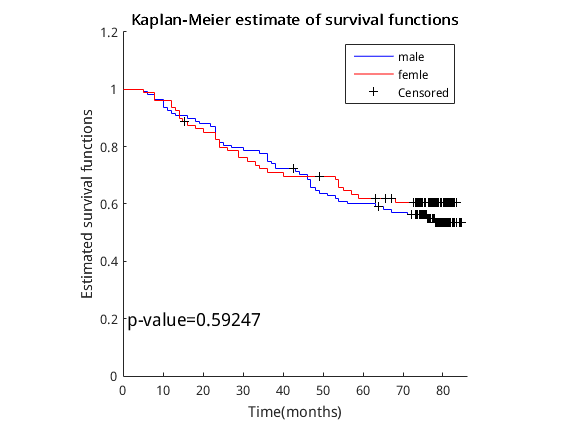 Kaplan-Meier estimate of survival functions
1.2
1
0.8
0.6
0.4
0.2
0
Estimated survival functions
male
femle
Censored
p-value=0.59247
0 10 20 30 40 50 60 70 80
Time(months)